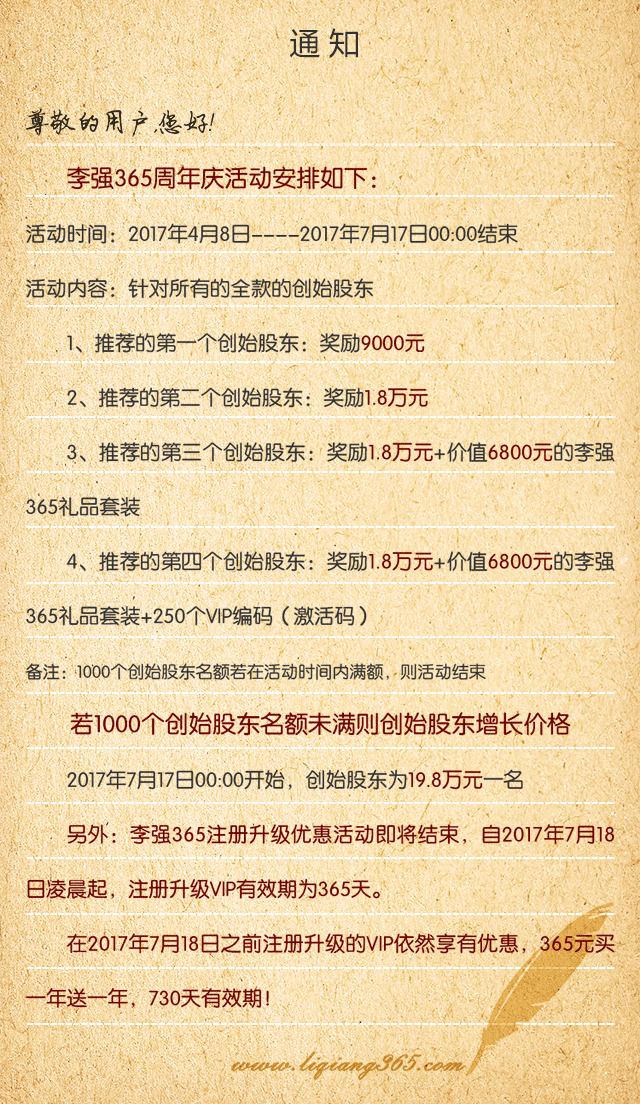 通知
尊敬的用户,您好!
李强365周年庆活动安排如下：
活动时间：2017年4月8日----2017年7月17日00:00结束
活动内容：针对所有的全款的创始股东
1、推荐的第一个创始股东：奖励9000元
2、推荐的第二个创始股东：奖励1.8万元
3、推荐的第三个创始股东：奖励1.8万元+价值6800元的李强
365礼品套装
4、推荐的第四个创始股东：奖励1.8万元+价值6800元的李强
365礼品套装+250个VIP编码（激活码）
备注：1000个创始股东名额若在活动时间内满额，则活动结束
若1000个创始股东名额未满则创始股东增长价格
2017年7月17日00:00开始，创始股东为19.8万元一名
另外：李强365注册升级优惠活动即将结束，自2017年7月18
日凌晨起，注册升级VIP有效期为365天。
在2017年7月18日之前注册升级的VIP依然享有优惠，365元买
一年送一年，730天有效期！
www.liqiang365.com